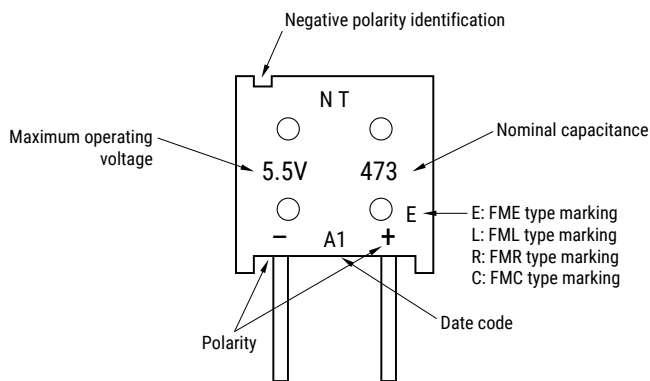 Negative polarity identification
N T
Maximum operating
voltage
5.5V
473
Nominal capacitance
E
E: FME type marking
L: FML type marking
R: FMR type marking
C: FMC type marking
–
A1
+
Polarity
Date code